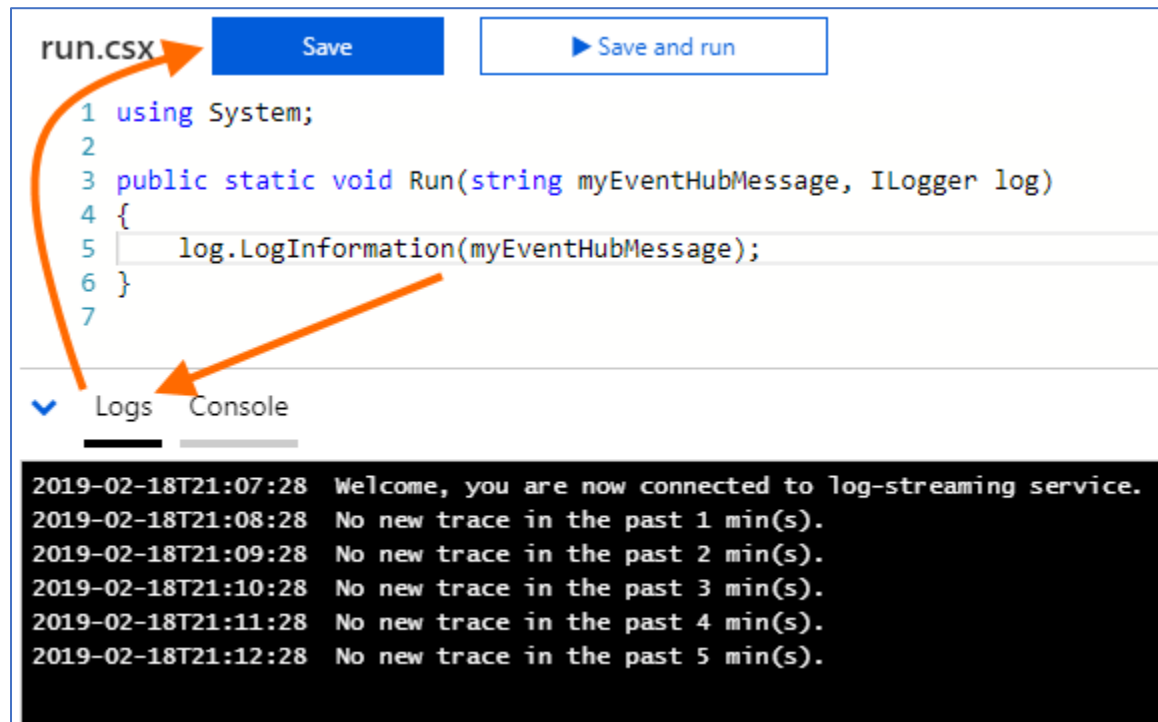 run.csx Save Save and run
1 using System;
2
3 public static void Run(string myEventHubMessage, ILogger log)
4 {
5 log.LogInformation(myEventHubMessage);
6 }
7
Logs Console
2019-02-18T21:07:28 Welcome, you are now connected to log-streaming service.
2019-02-18T21:08:28 No new trace in the past 1 min(s).
2019-02-18T21:09:28 No new trace in the past 2 min(s).
2019-02-18T21:10:28 No new trace in the past 3 min(s).
2019-02-18T21:11:28 No new trace in the past 4 min(s).
2019-02-18T21:12:28 No new trace in the past 5 min(s).